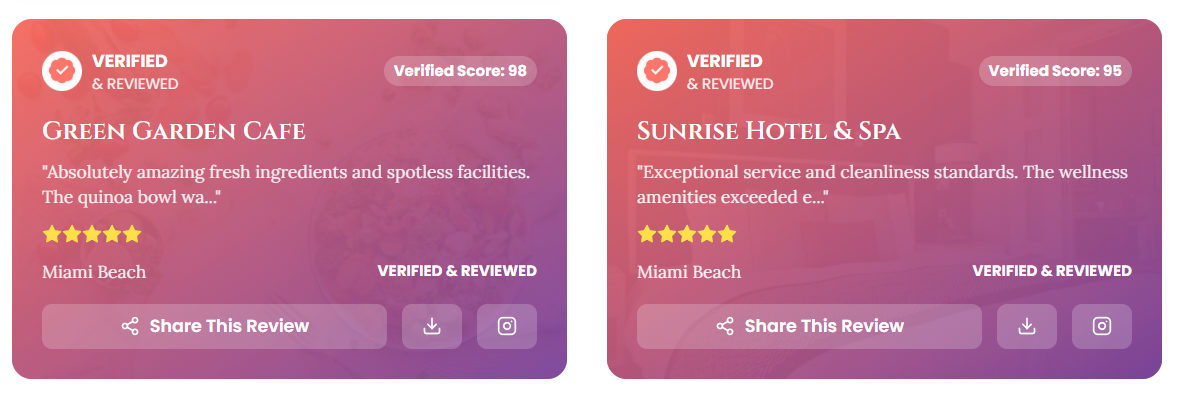 VERIFIED
& REVIEWED
Verified Score: 98
GREEN GARDEN CAFE
"Absolutely amazing fresh ingredients and spotless facilities.
The quinoa bowl wa..."
Miami Beach
VERIFIED & REVIEWED
Share This Review
VERIFIED
& REVIEWED
Verified Score: 95
SUNRISE HOTEL & SPA
"Exceptional service and cleanliness standards. The wellness
amenities exceeded e..."
Miami Beach
VERIFIED & REVIEWED
Share This Review